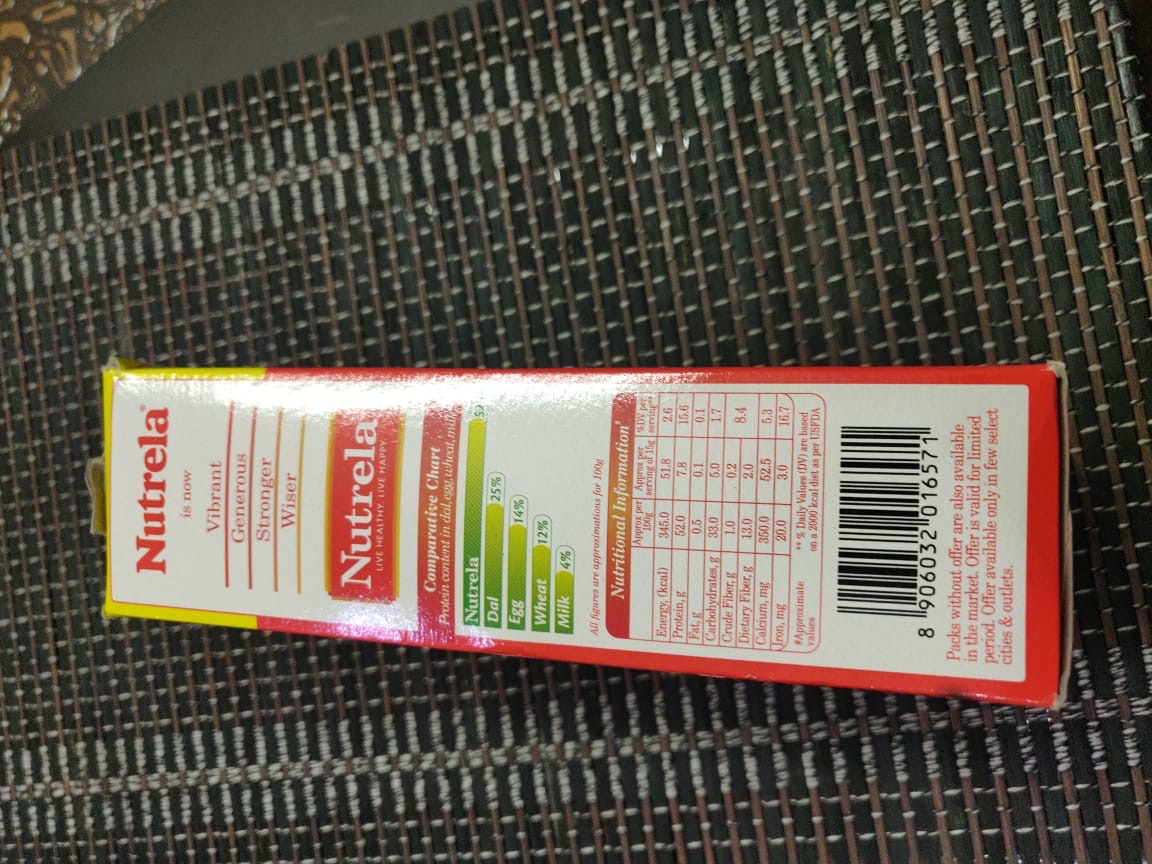 Nutrela®
is now
Vibrant
Generous
Stronger
Wiser
Nutrela
LIVE HEALTHY. LIVE HAPPY.
Comparative Chart
Protein content in dal, egg, wheat, milk
Nutrela
Dal 25%
Egg 14%
Wheat 12%
Milk 4%
All figures are approximations for 100g
Nutritional Information#
Approx per 100g Approx per serving of 15g %DV per serving**
Energy, (kcal) 345.0 51.8 2.6
Protein, g 52.0 7.8 15.6
Fat, g 0.5 0.1 0.1
Carbohydrates, g 33.0 5.0 1.7
Crude Fiber, g 1.0 0.2
Dietary Fiber, g 13.0 2.0 8.4
Calcium, mg 350.0 52.5 5.3
Iron, mg 20.0 3.0 16.7
#Approximate values
** % Daily Values (DV) are based
on a 2000 kcal diet as per USFDA
8 906032 016571
Packs without offer are also available
in the market. Offer is valid for limited
period. Offer available only in few select
cities & outlets.